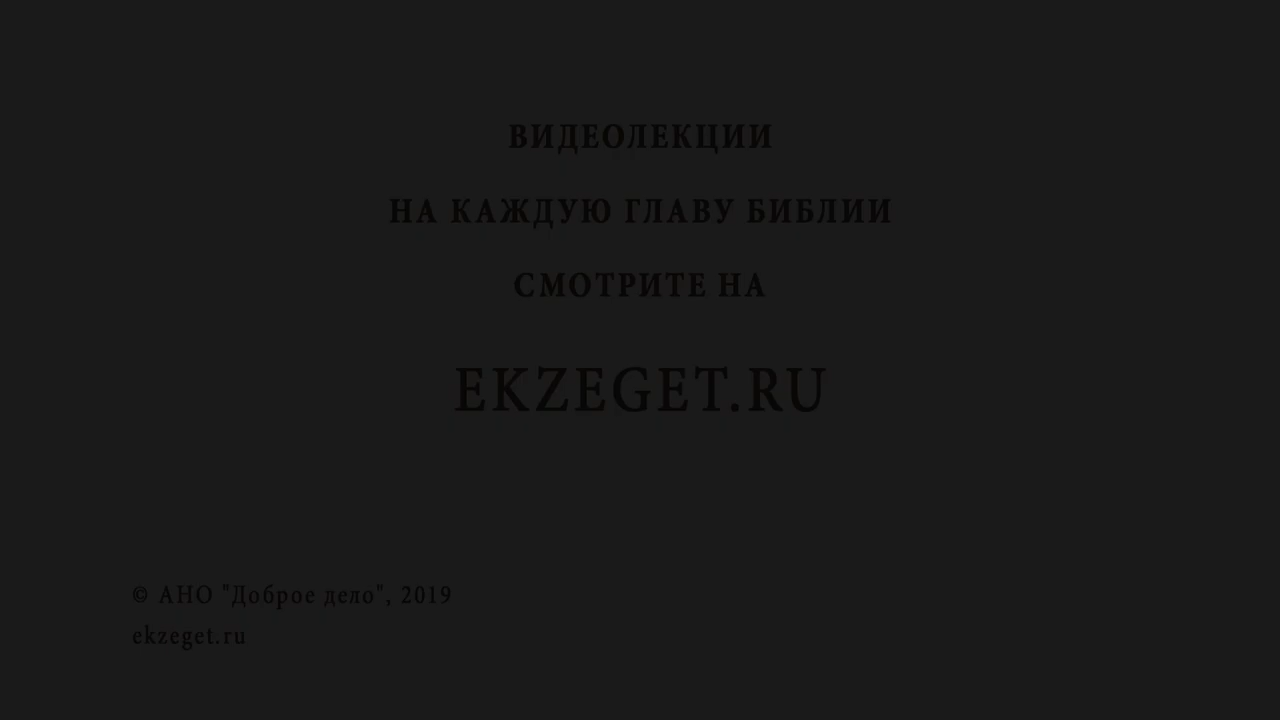 ВИДЕОЛЕКЦИИ
НА КАЖДУЮ ГЛАВУ БИБЛИИ
СМОТРИТЕ НА
EKZEGET.RU
© АНО "Доброе дело", 2019
ekzeget.ru